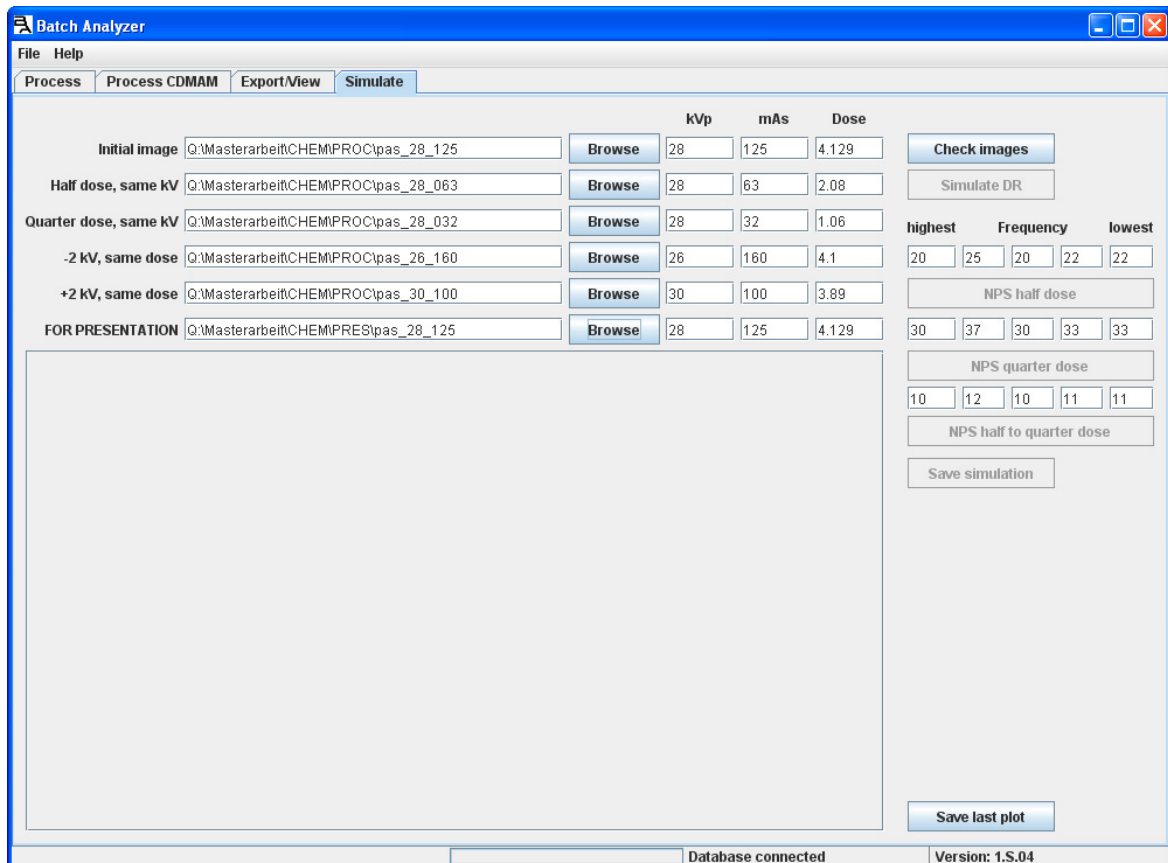 Batch Analyzer
File Help
Process Process CDMAM Export/View Simulate
kVp mAs Dose
Initial image Q:\Masterarbeit\CHEM\PROC\pas_28_125 Browse 28 125 4.129 Check images
Half dose, same kV Q:\Masterarbeit\CHEM\PROC\pas_28_063 Browse 28 63 2.08 Simulate DR
Quarter dose, same kV Q:\Masterarbeit\CHEM\PROC\pas_28_032 Browse 28 32 1.06
highest Frequency lowest
-2 kV, same dose Q:\Masterarbeit\CHEM\PROC\pas_26_160 Browse 26 160 4.1 20 25 20 22 22
+2 kV, same dose Q:\Masterarbeit\CHEM\PROC\pas_30_100 Browse 30 100 3.89 NPS half dose
FOR PRESENTATION Q:\Masterarbeit\CHEM\PRES\pas_28_125 Browse 28 125 4.129 30 37 30 33 33
NPS quarter dose
10 12 10 11 11
NPS half to quarter dose
Save simulation
Save last plot
Database connected Version: 1.S.04